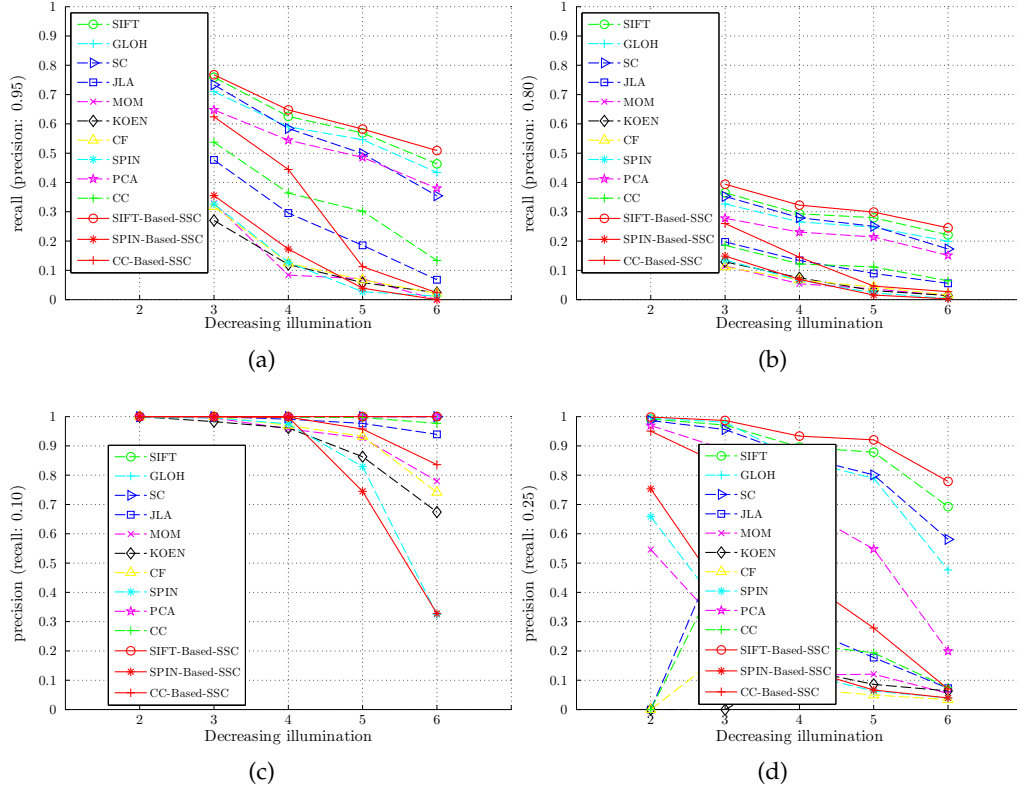 recall (precision: 0.95)
1
0.9
0.8
0.7
0.6
0.5
0.4
0.3
0.2
0.1
0
SIFT
GLOH
SC
JLA
MOM
KOEN
CF
SPIN
PCA
CC
SIFT-Based-SSC
SPIN-Based-SSC
CC-Based-SSC
2 3 4 5 6
Decreasing illumination
(a)
recall (precision: 0.80)
1
0.9
0.8
0.7
0.6
0.5
0.4
0.3
0.2
0.1
0
SIFT
GLOH
SC
JLA
MOM
KOEN
CF
SPIN
PCA
CC
SIFT-Based-SSC
SPIN-Based-SSC
CC-Based-SSC
2 3 4 5 6
Decreasing illumination
(b)
precision (recall: 0.10)
1
0.9
0.8
0.7
0.6
0.5
0.4
0.3
0.2
0.1
0
SIFT
GLOH
SC
JLA
MOM
KOEN
CF
SPIN
PCA
CC
SIFT-Based-SSC
SPIN-Based-SSC
CC-Based-SSC
2 3 4 5 6
Decreasing illumination
(c)
precision (recall: 0.25)
1
0.9
0.8
0.7
0.6
0.5
0.4
0.3
0.2
0.1
0
SIFT
GLOH
SC
JLA
MOM
KOEN
CF
SPIN
PCA
CC
SIFT-Based-SSC
SPIN-Based-SSC
CC-Based-SSC
2 3 4 5 6
Decreasing illumination
(d)